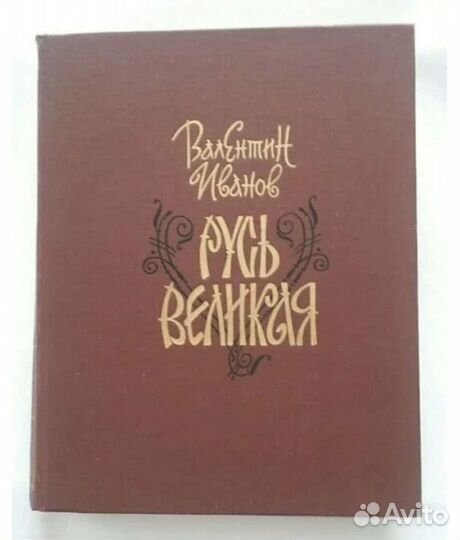 Валентин
Иванов
Русь
Великая
Avito